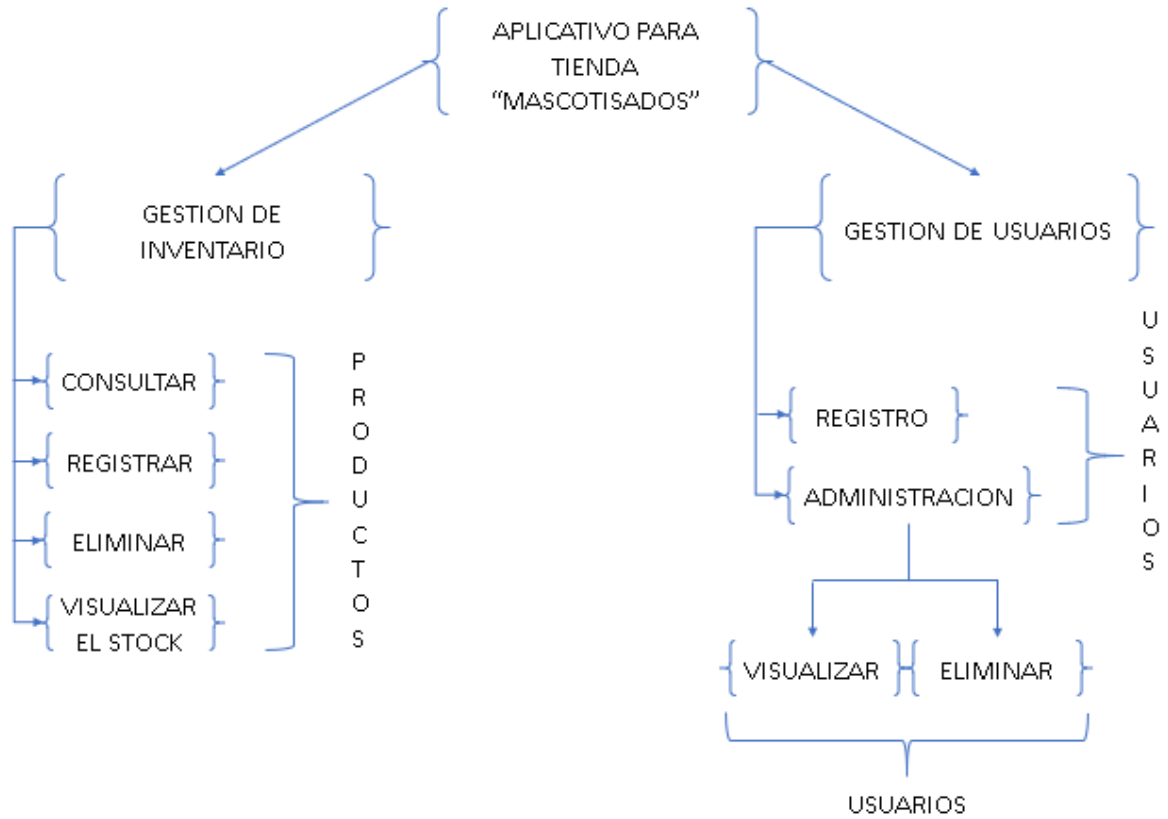 APLICATIVO PARA
TIENDA
“MASCOTISADOS”
GESTION DE
INVENTARIO
CONSULTAR
REGISTRAR
ELIMINAR
VISUALIZAR
EL STOCK
P
R
O
D
U
C
T
O
S
GESTION DE USUARIOS
REGISTRO
ADMINISTRACION
U
S
U
A
R
I
O
S
VISUALIZAR
ELIMINAR
USUARIOS